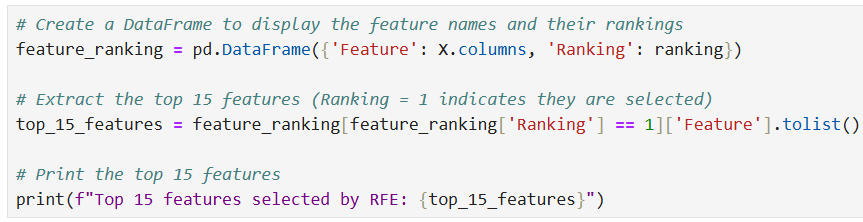 # Create a DataFrame to display the feature names and their rankings
feature_ranking = pd.DataFrame({'Feature': X.columns, 'Ranking': ranking})
# Extract the top 15 features (Ranking = 1 indicates they are selected)
top_15_features = feature_ranking[feature_ranking['Ranking'] == 1]['Feature'].tolist()
# Print the top 15 features
print(f"Top 15 features selected by RFE: {top_15_features}")